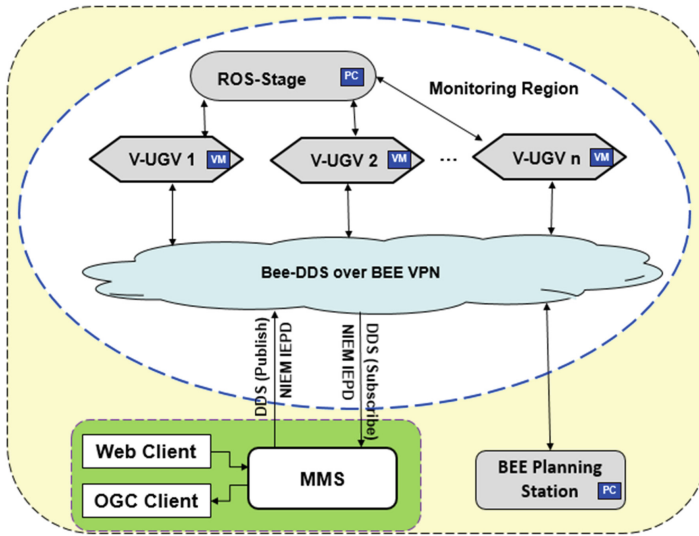 ROS-Stage
PC
Monitoring Region
V-UGV 1
VM
V-UGV 2
VM
...
V-UGV n
VM
Bee-DDS over BEE VPN
DDS (Publish)
NIEM IEPD
DDS (Subscribe)
NIEM IEPD
Web Client
OGC Client
MMS
BEE Planning
Station
PC